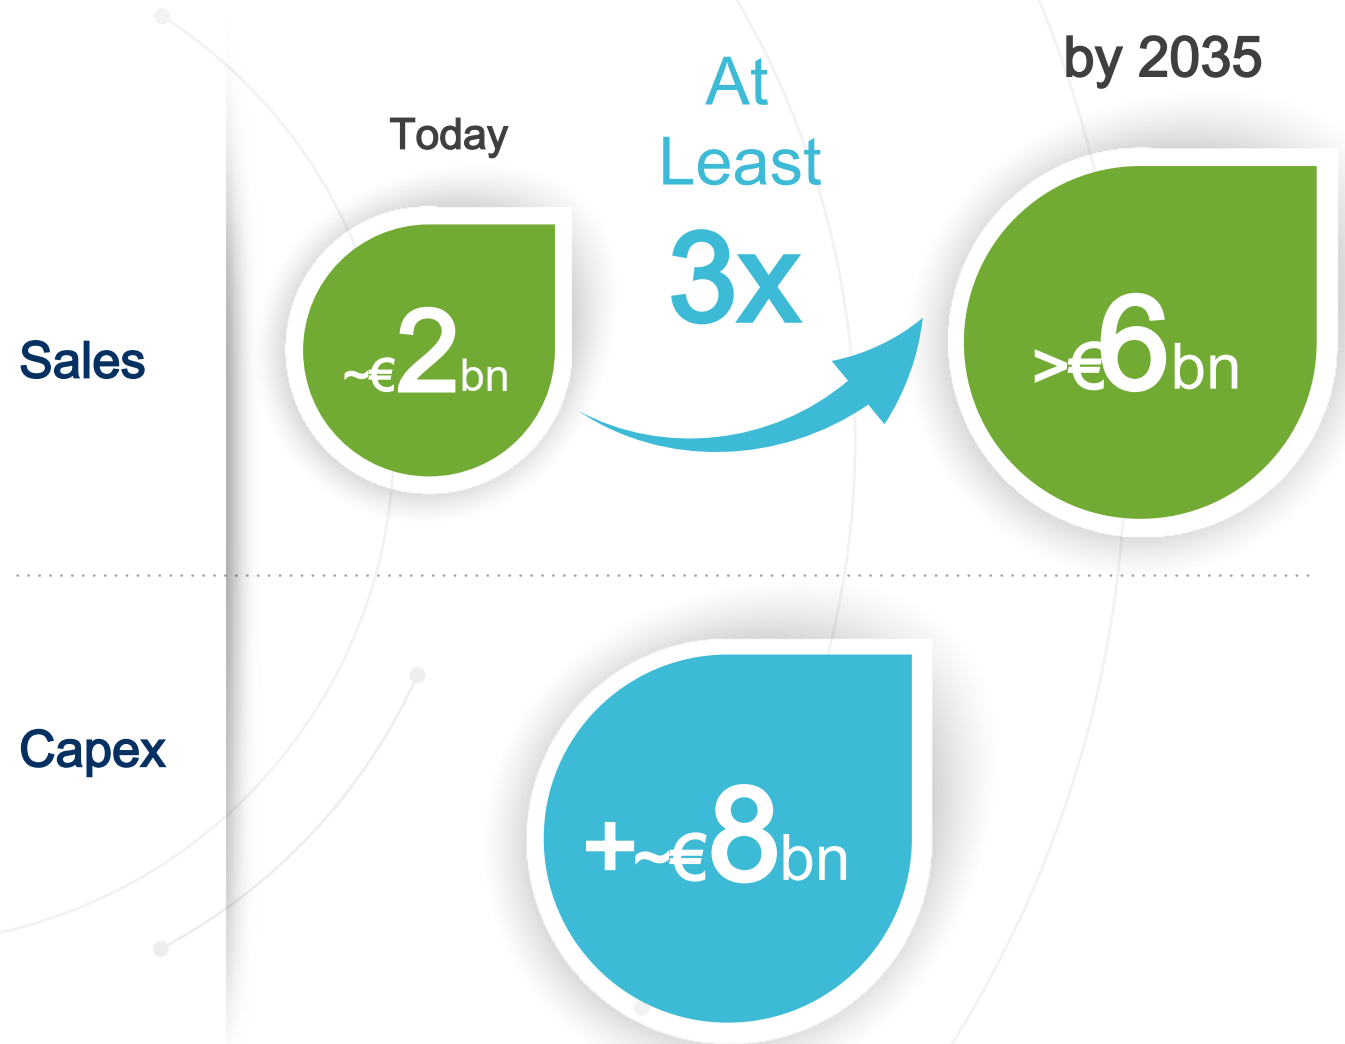 by 2035
Today
At
Least
3x
Sales
~€2bn
>€6bn
Capex
+~€8bn